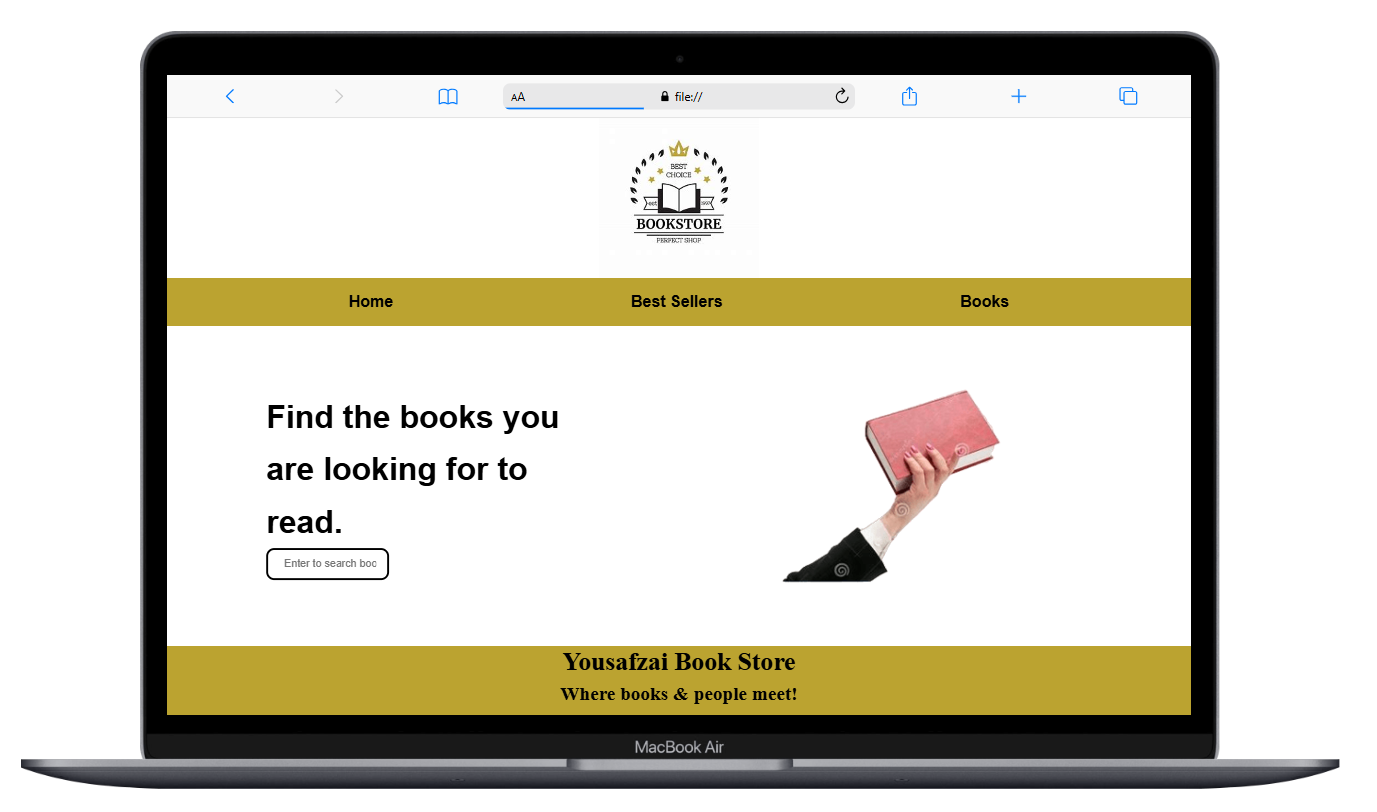 AA file://
BEST
CHOICE
est
BOOKSTORE
PERFECT SHOP
Home Best Sellers Books
Find the books you
are looking for to
read.
Enter to search boo
Yousafzai Book Store
Where books & people meet!
MacBook Air